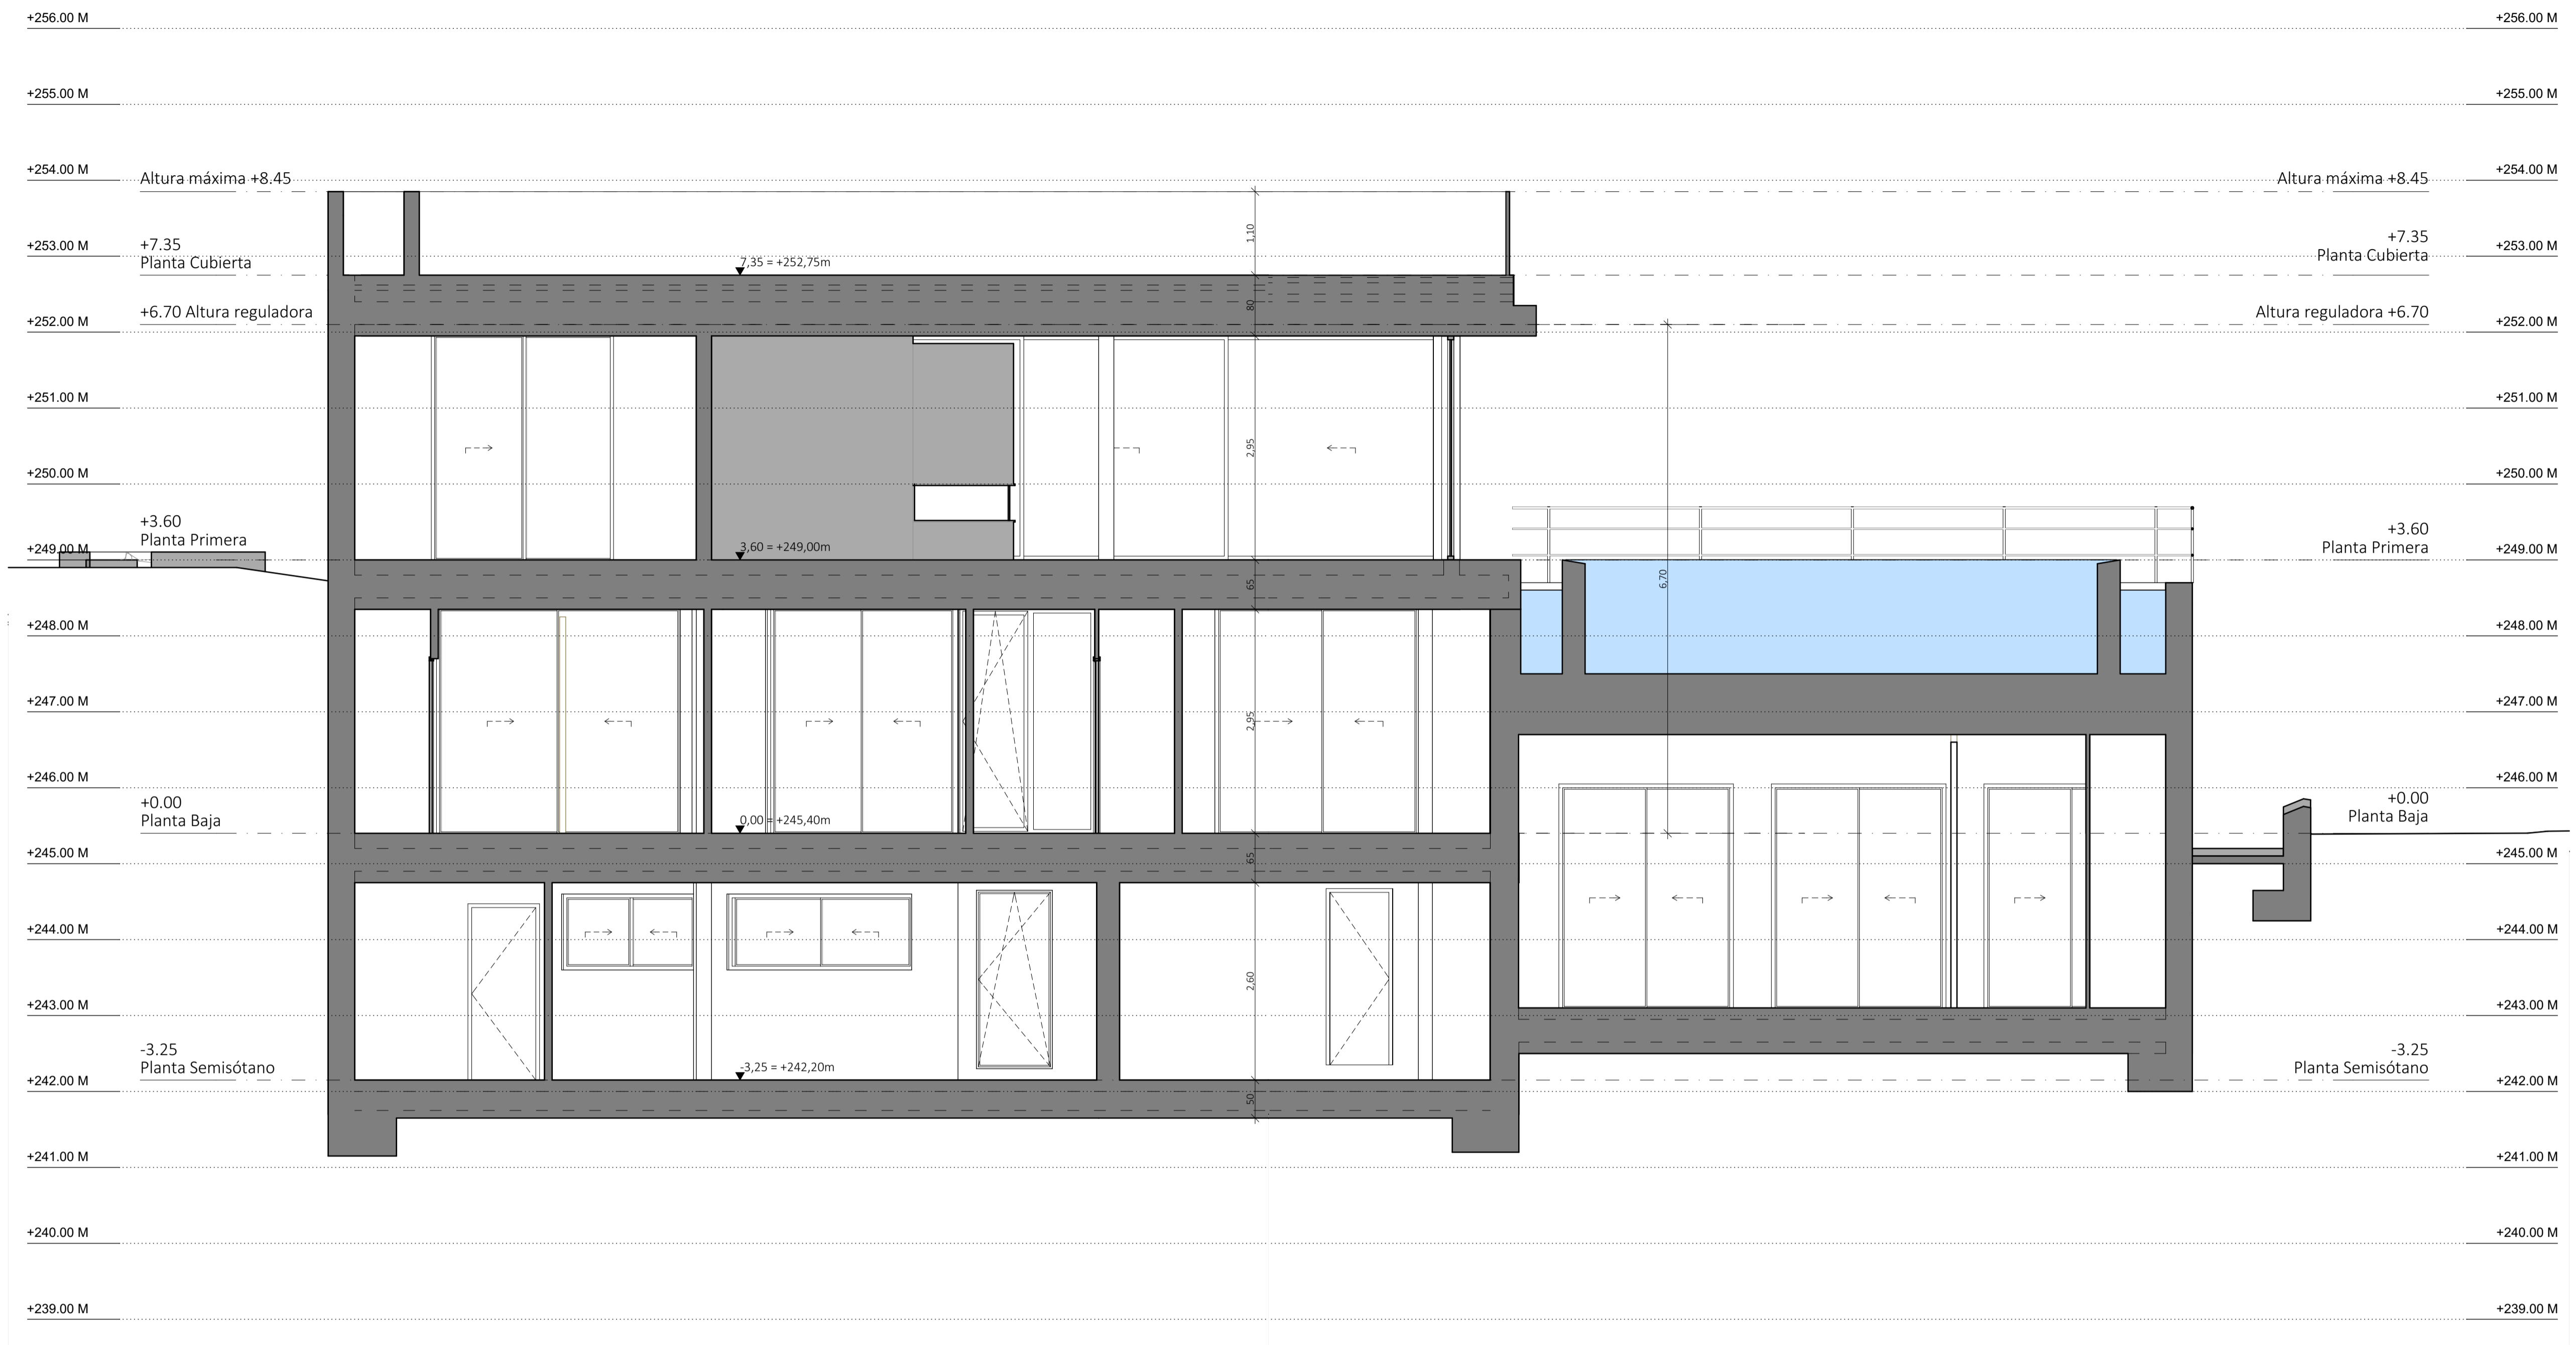 +256.00 M +256.00 M
+255.00 M +255.00 M
+254.00 M Altura máxima +8.45 Altura máxima +8.45 +254.00 M
1,10
+253.00 M +7.35 +7.35 +253.00 M
Planta Cubierta 7,35 = +252,75m Planta Cubierta
80
+252.00 M +6.70 Altura reguladora Altura reguladora +6.70 +252.00 M
+251.00 M +251.00 M
2,95
+250.00 M +250.00 M
+3.60 +3.60
Planta Primera 3,60 = +249,00m Planta Primera
+249.00 M +249.00 M
65 6,70
+248.00 M +248.00 M
+247.00 M +247.00 M
2,95
+246.00 M +246.00 M
+0.00 +0.00
Planta Baja 0,00 = +245,40m Planta Baja
+245.00 M 65 +245.00 M
+244.00 M +244.00 M
2,60
+243.00 M +243.00 M
-3.25 -3.25
Planta Semisótano -3,25 = +242,20m Planta Semisótano
+242.00 M +242.00 M
50
+241.00 M +241.00 M
+240.00 M +240.00 M
+239.00 M +239.00 M